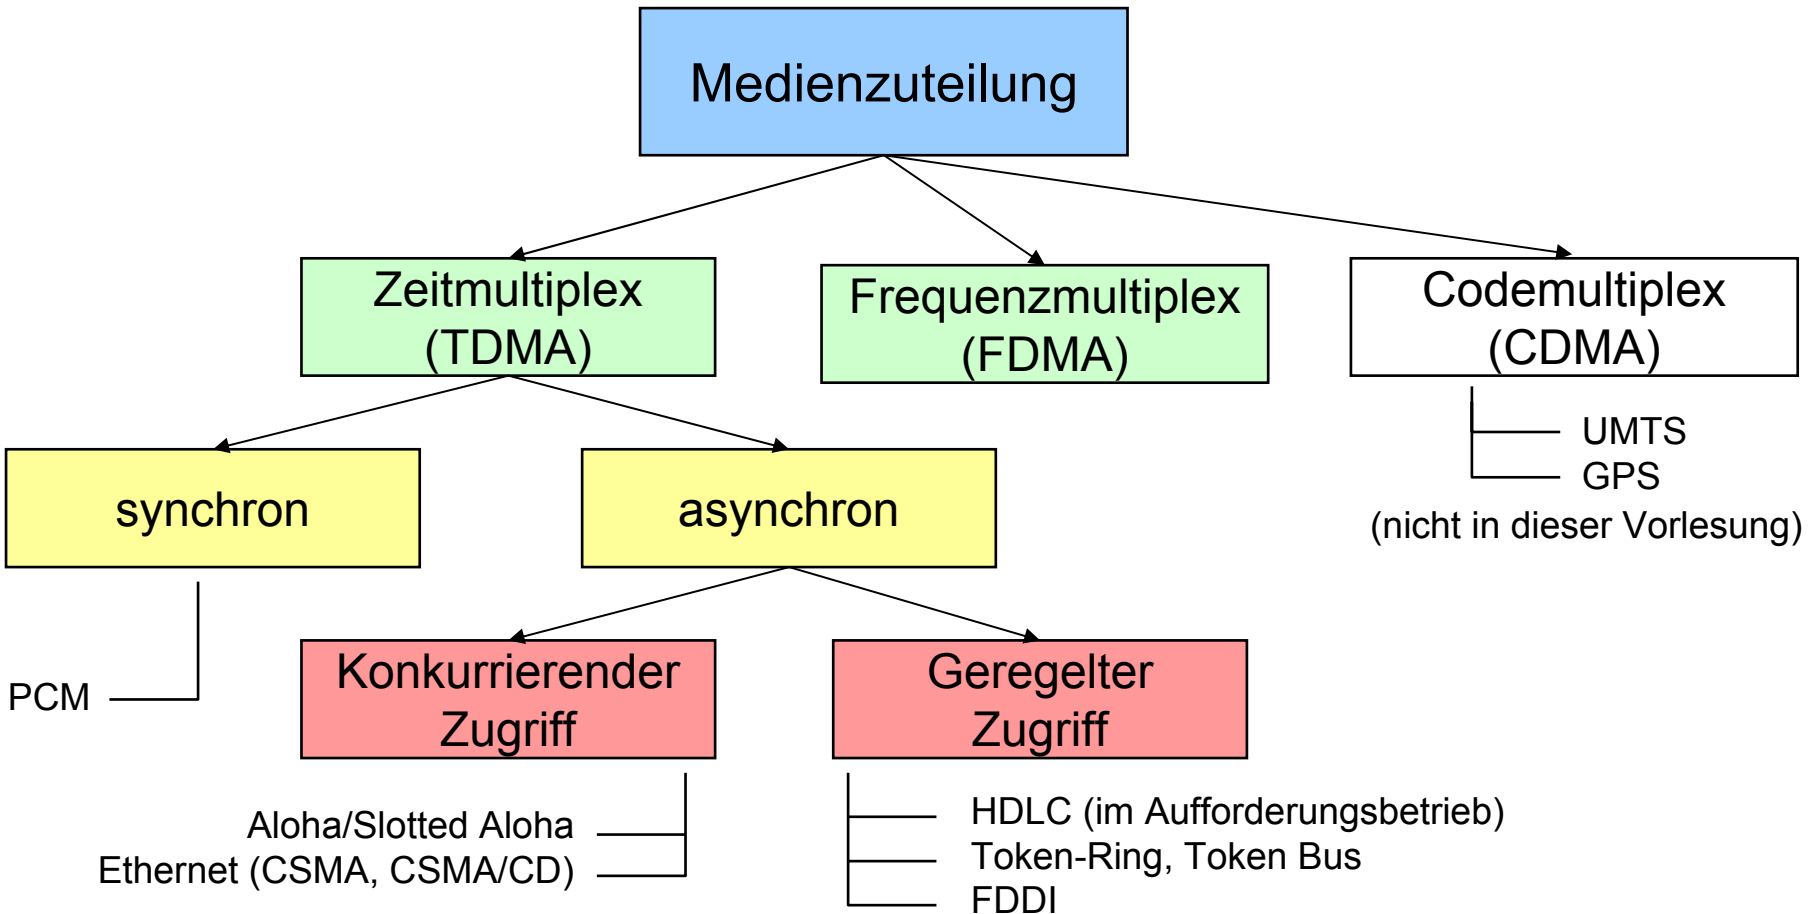 Medienzuteilung
Zeitmultiplex
(TDMA)
Frequenzmultiplex
(FDMA)
Codemultiplex
(CDMA)
UMTS
GPS
(nicht in dieser Vorlesung)
synchron
asynchron
PCM
Konkurrierender
Zugriff
Geregelter
Zugriff
Aloha/Slotted Aloha
Ethernet (CSMA, CSMA/CD)
HDLC (im Aufforderungsbetrieb)
Token-Ring, Token Bus
FDDI